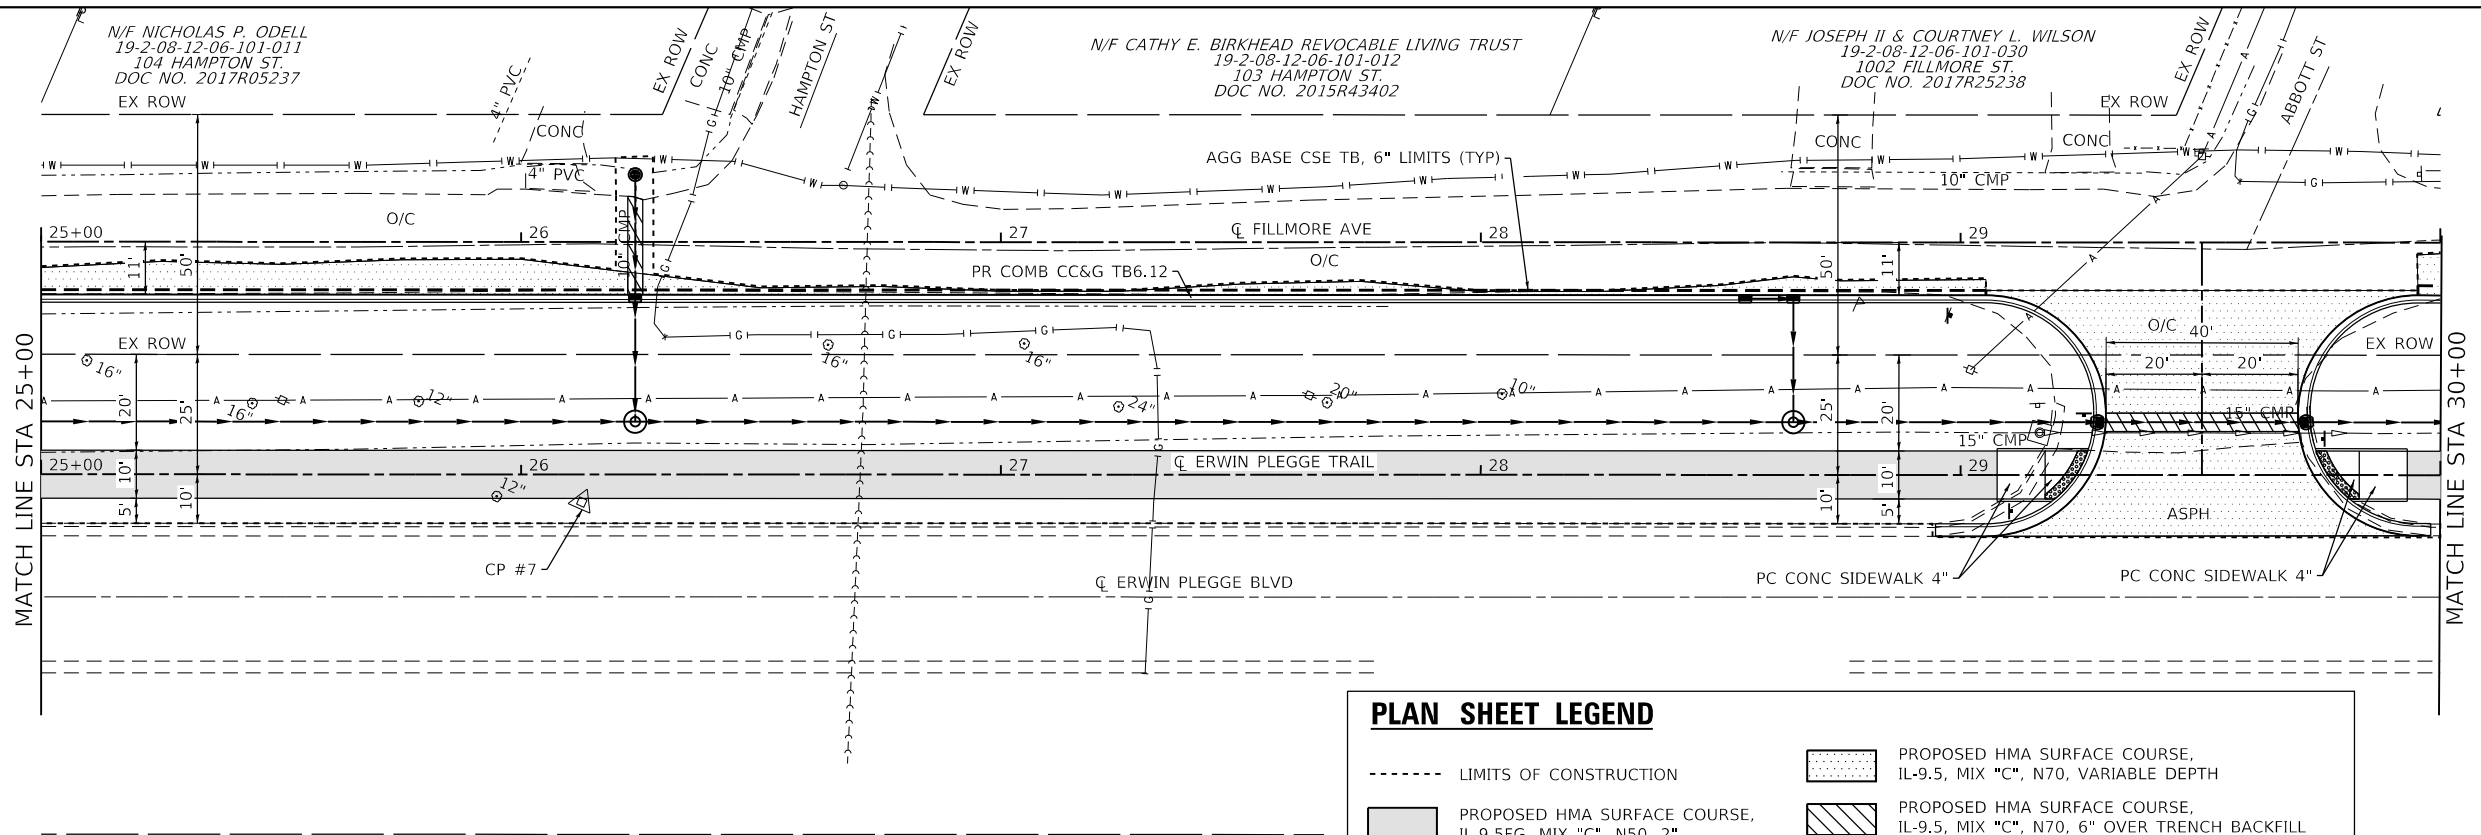 N/F NICHOLAS P. ODELL
19-2-08-12-06-101-011
104 HAMPTON ST.
DOC NO. 2017R05237
EX ROW
4" PVC
CONC
4" PVC
EX ROW
CONC
10" CMP
HAMPTON ST
EX ROW
N/F CATHY E. BIRKHEAD REVOCABLE LIVING TRUST
19-2-08-12-06-101-012
103 HAMPTON ST.
DOC NO. 2015R43402
N/F JOSEPH II & COURTNEY L. WILSON
19-2-08-12-06-101-030
1002 FILLMORE ST.
DOC NO. 2017R25238
EX ROW
EX ROW
ABBOTT ST
CONC
CONC
10" CMP
AGG BASE CSE TB, 6" LIMITS (TYP)
O/C
10" CMP
25+00
26
27
℄ FILLMORE AVE
28
29
O/C
PR COMB CC&G TB6.12
11'
50'
50'
11'
O/C
40'
20'
20'
EX ROW
EX ROW
16"
16"
12"
16"
16"
24"
20"
10"
20'
25'
25'
20'
15" CMP
15" CMP
25+00
26
27
℄ ERWIN PLEGGE TRAIL
28
29
10'
5'
10'
12"
10'
10'
5'
ASPH
CP #7
℄ ERWIN PLEGGE BLVD
PC CONC SIDEWALK 4"
PC CONC SIDEWALK 4"
MATCH LINE STA 25+00
MATCH LINE STA 30+00
PLAN SHEET LEGEND
LIMITS OF CONSTRUCTION
PROPOSED HMA SURFACE COURSE,
IL-9.5FG, MIX "C", N50, 2"
PROPOSED HMA SURFACE COURSE,
IL-9.5, MIX "C", N70, VARIABLE DEPTH
PROPOSED HMA SURFACE COURSE,
IL-9.5, MIX "C", N70, 6" OVER TRENCH BACKFILL